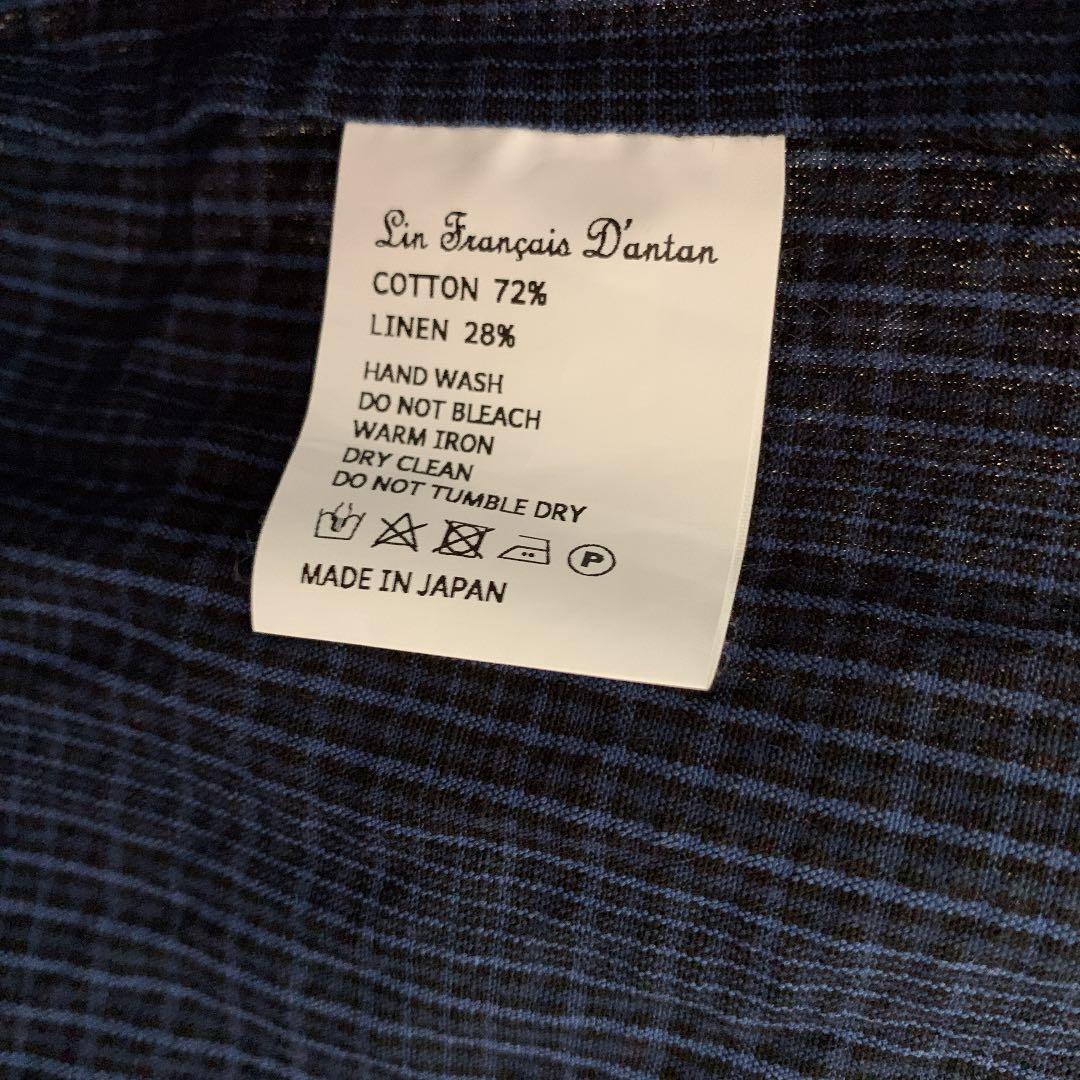 Lin Français D'antan
COTTON 72%
LINEN 28%
HAND WASH
DO NOT BLEACH
WARM IRON
DRY CLEAN
DO NOT TUMBLE DRY
P
MADE IN JAPAN